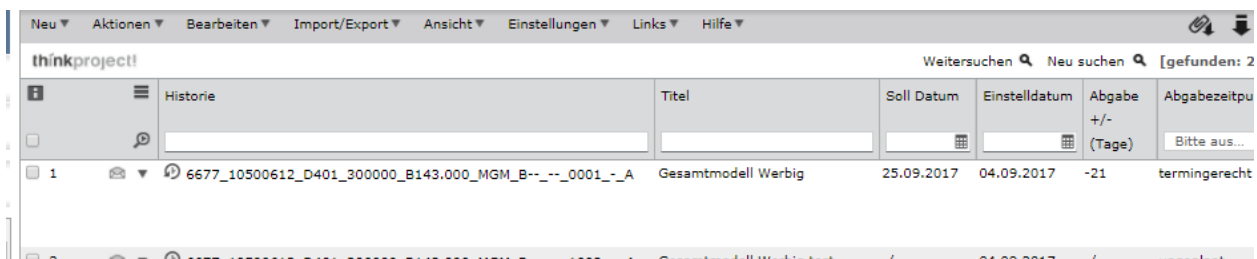 Neu Aktionen Bearbeiten Import/Export Ansicht Einstellungen Links Hilfe
thinkproject! Weitersuchen Neu suchen [gefunden: 2
Historie Titel Soll Datum Einstelldatum Abgabe Abgabezeitpu
+/-
(Tage) Bitte aus...
1 6677_10500612_D401_300000_B143.000_MGM_B--_--_0001_-_A Gesamtmodell Werbig 25.09.2017 04.09.2017 -21 termingerecht